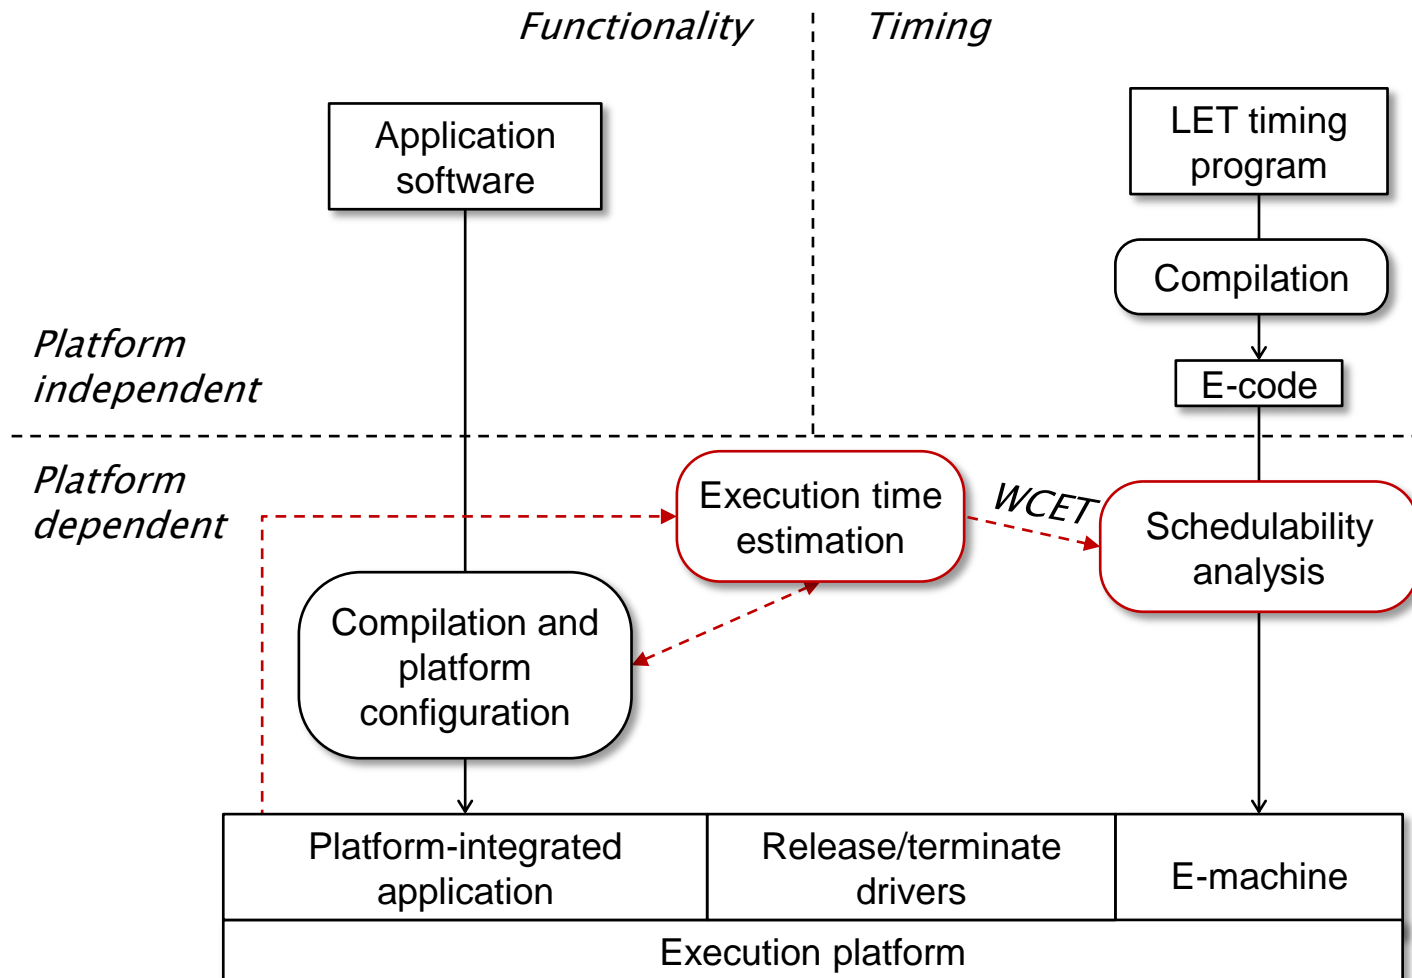 Functionality
Timing
Application
software
LET timing
program
Compilation
Platform
independent
E-code
Platform
dependent
Execution time
estimation
WCET
Schedulability
analysis
Compilation and
platform
configuration
Platform-integrated
application
Release/terminate
drivers
E-machine
Execution platform